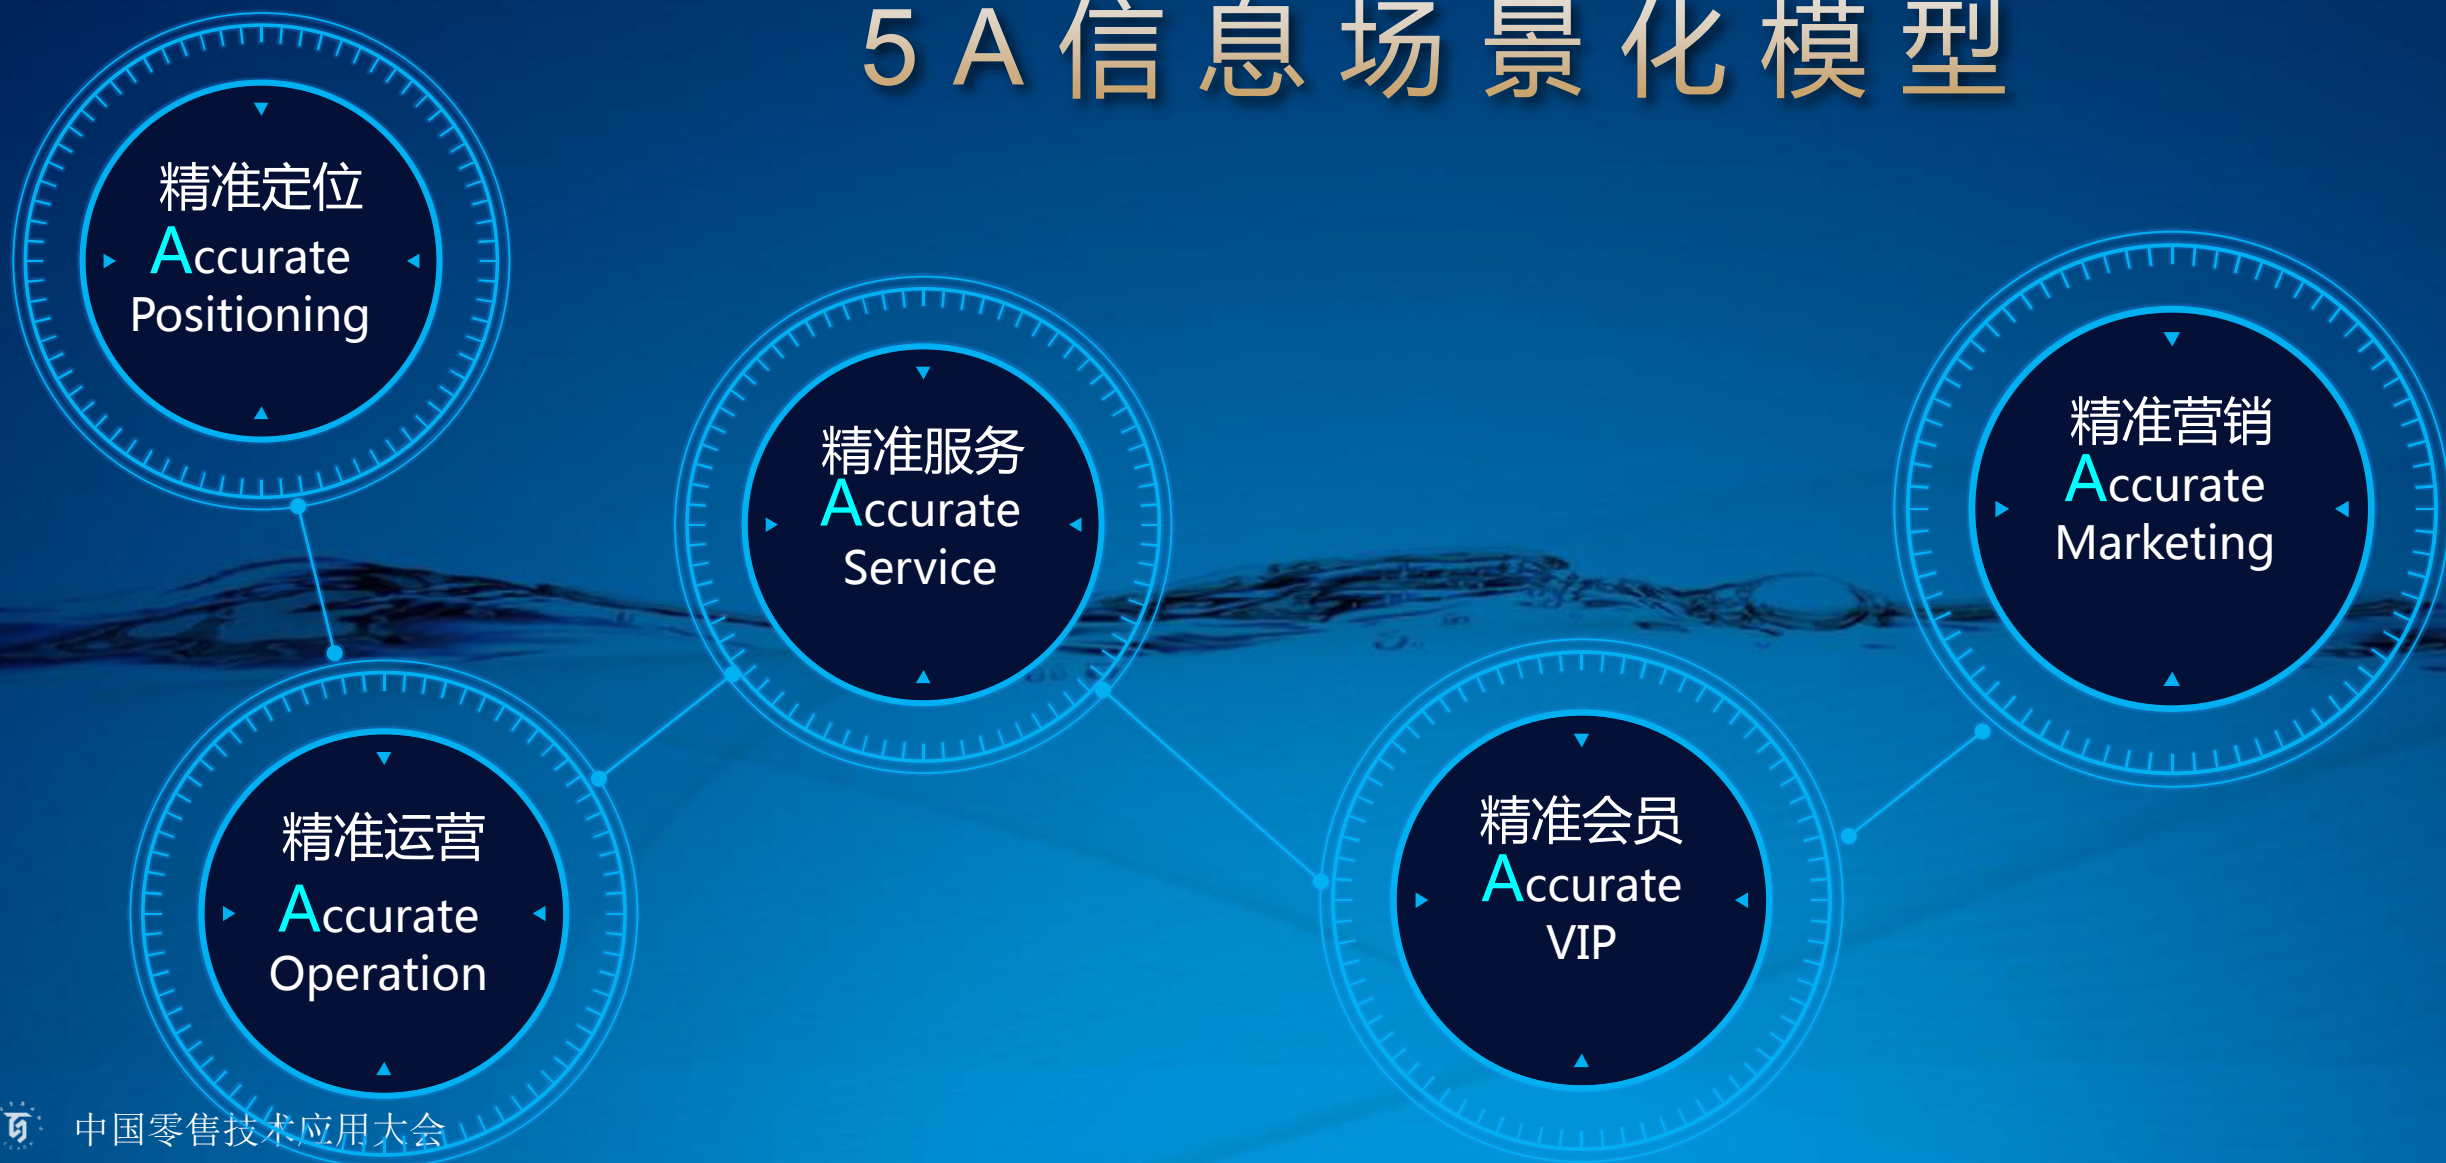 5A信息场景化模型
精准定位
Accurate
Positioning
精准服务
Accurate
Service
精准营销
Accurate
Marketing
精准运营
Accurate
Operation
精准会员
Accurate
VIP
中国零售技术应用大会